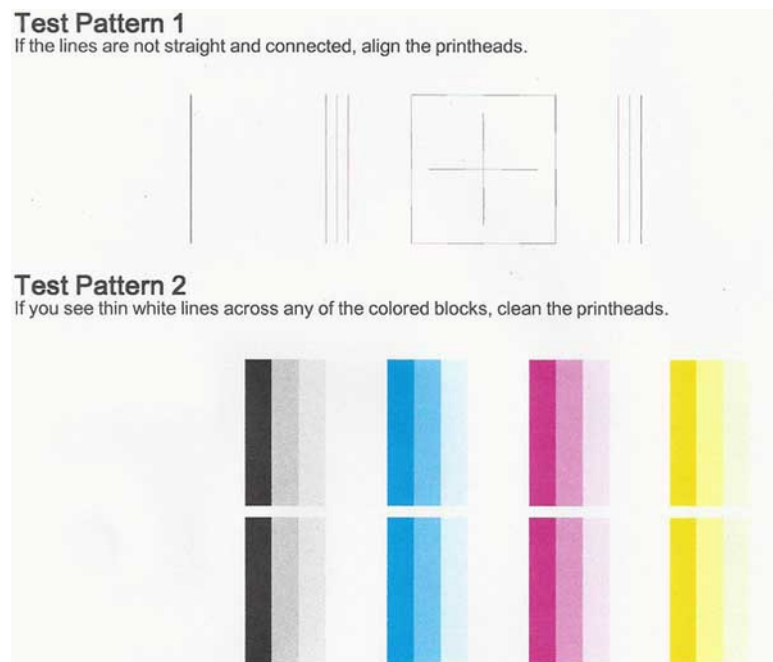 Test Pattern 1
If the lines are not straight and connected, align the printheads.
Test Pattern 2
If you see thin white lines across any of the colored blocks, clean the printheads.